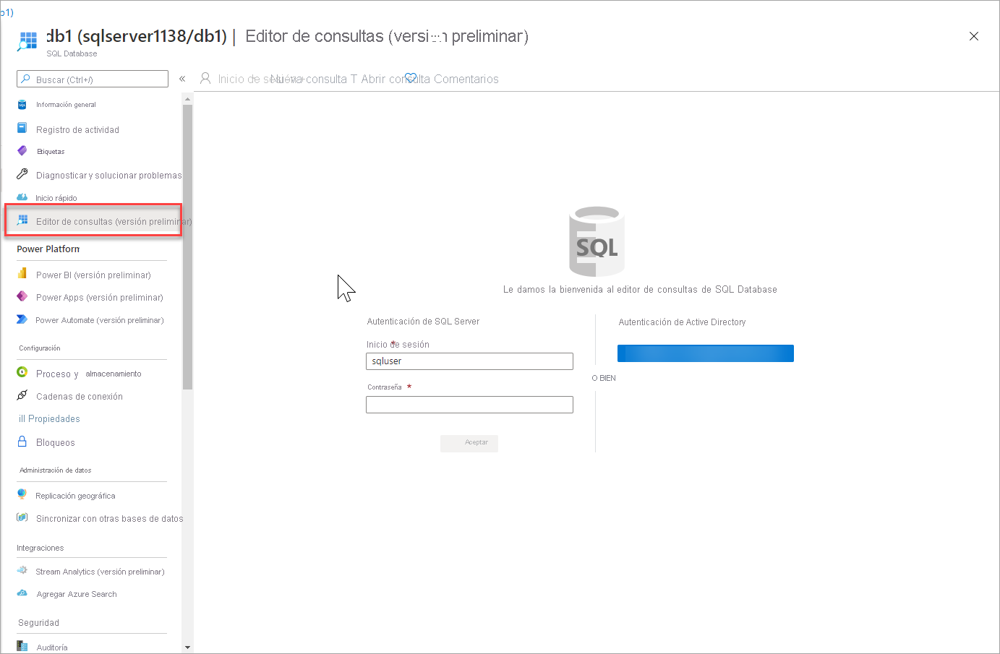 b1)
db1 (sqlserver1138/db1) | Editor de consultas (versión preliminar)
SQL Database
Buscar (Ctrl+/)
«
Inicio de sesión Nueva consulta T Abrir consulta Comentarios
Información general
Registro de actividad
Etiquetas
Diagnosticar y solucionar problemas
Inicio rápido
Editor de consultas (versión preliminar)
Power Platform
Power BI (versión preliminar)
Power Apps (versión preliminar)
Power Automate (versión preliminar)
Configuración
Proceso y almacenamiento
Cadenas de conexión
ill Propiedades
Bloqueos
Administración de datos
Replicación geográfica
Sincronizar con otras bases de datos
Integraciones
Stream Analytics (versión preliminar)
Agregar Azure Search
Seguridad
Auditoría
SQL
Le damos la bienvenida al editor de consultas de SQL Database
Autenticación de SQL Server
Inicio de sesión *
sqluser
Contraseña *
Aceptar
O BIEN
Autenticación de Active Directory